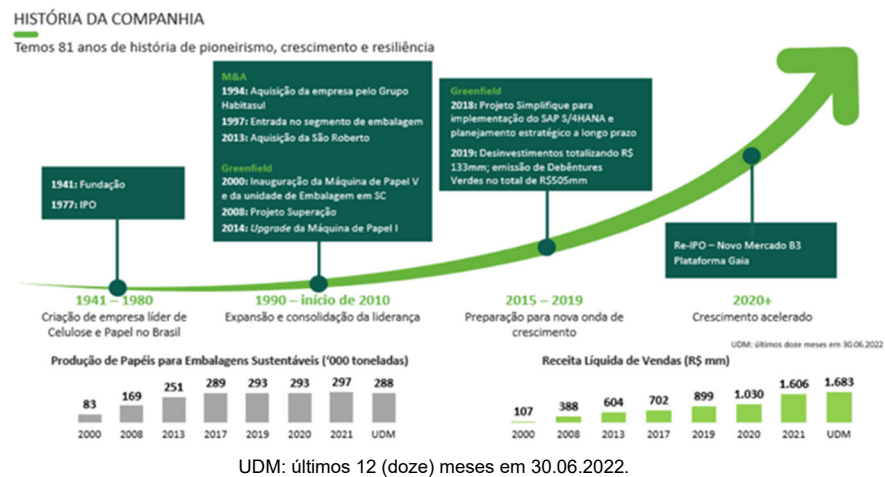 HISTÓRIA DA COMPANHIA
Temos 81 anos de história de pioneirismo, crescimento e resiliência
1941: Fundação
1977: IPO
1941 – 1980
Criação de empresa líder de
Celulose e Papel no Brasil
M&A
1994: Aquisição da empresa pelo Grupo
Habitasul
1997: Entrada no segmento de embalagem
2013: Aquisição da São Roberto
Greenfield
2000: Inauguração da Máquina de Papel V
e da unidade de Embalagem em SC
2008: Projeto Superação
2014: Upgrade da Máquina de Papel I
1990 – início de 2010
Expansão e consolidação da liderança
Greenfield
2018: Projeto Simplifique para
implementação do SAP S/4HANA e
planejamento estratégico a longo prazo
2019: Desinvestimentos totalizando R$
133mm; emissão de Debêntures
Verdes no total de R$505mm
2015 – 2019
Preparação para nova onda de
crescimento
Re-IPO – Novo Mercado B3
Plataforma Gaia
2020+
Crescimento acelerado
UDM: últimos doze meses em 30.06.2022
Produção de Papéis para Embalagens Sustentáveis ('000 toneladas)
83 169 251 289 293 293 297 288
2000 2008 2013 2017 2019 2020 2021 UDM
Receita Líquida de Vendas (R$ mm)
107 388 604 702 899 1.030 1.606 1.683
2000 2008 2013 2017 2019 2020 2021 UDM
UDM: últimos 12 (doze) meses em 30.06.2022.